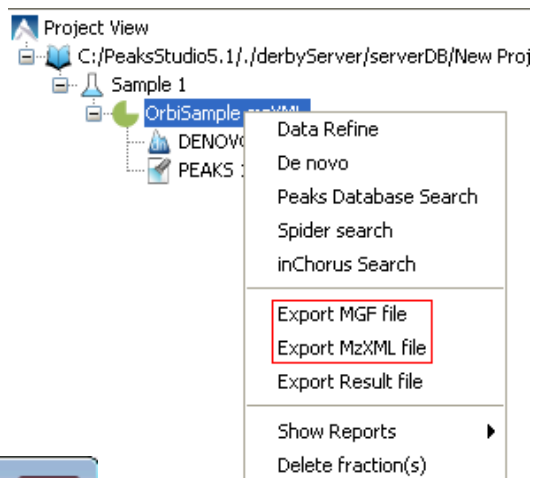 Project View
C:/PeaksStudio5.1/./derbyServer/serverDB/New Proj
Sample 1
OrbiSample.mzXML
DENOVO
PEAKS
Data Refine
De novo
Peaks Database Search
Spider search
inChorus Search
Export MGF file
Export MzXML file
Export Result file
Show Reports
Delete fraction(s)